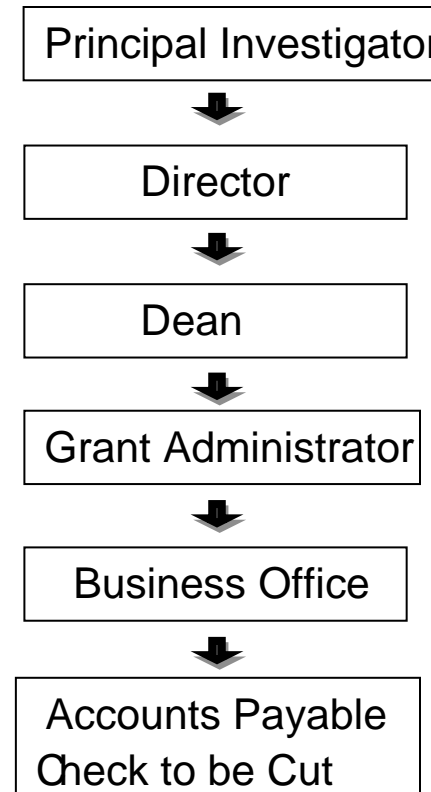 Principal Investigator
Director
Dean
Grant Administrator
Business Office
Accounts Payable
Check to be Cut